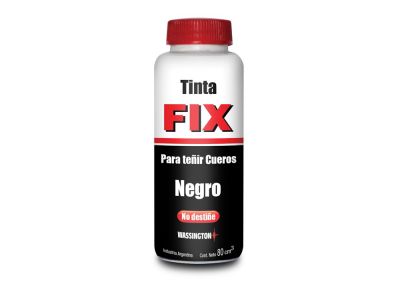 Tinta
FIX
Para teñir Cueros
Negro
No destiñe
WASSINGTON
Industria Argentina Cont. Neto 80 cm³